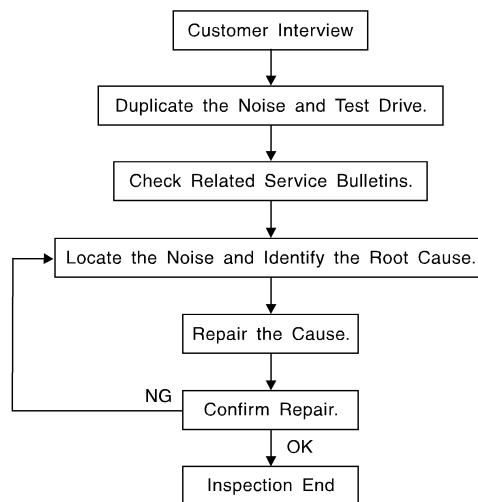 Customer Interview
Duplicate the Noise and Test Drive.
Check Related Service Bulletins.
Locate the Noise and Identify the Root Cause.
Repair the Cause.
NG
Confirm Repair.
OK
Inspection End